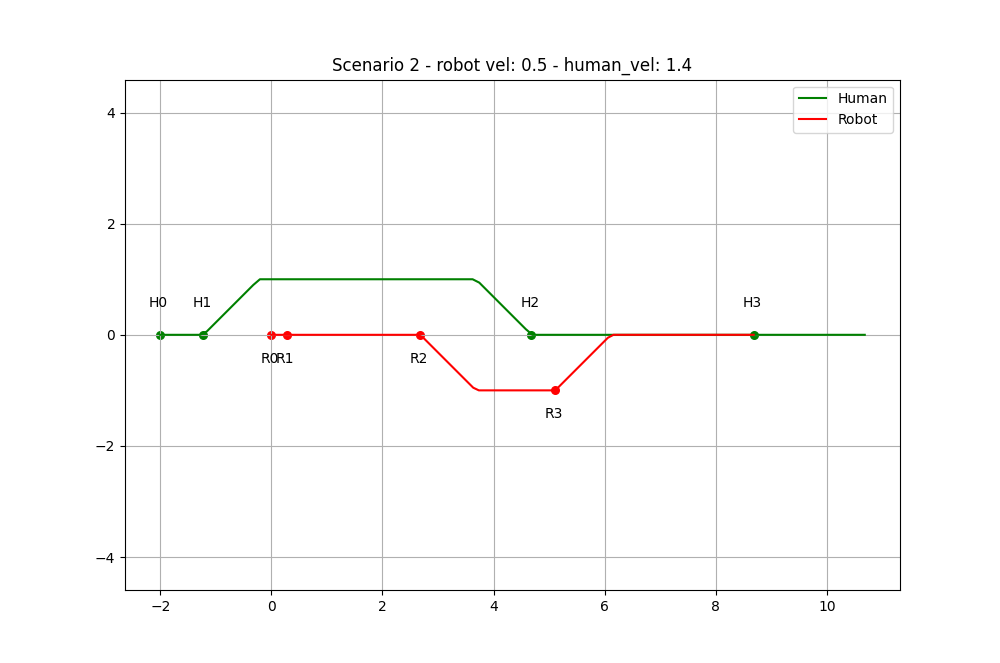 Scenario 2 - robot vel: 0.5 - human_vel: 1.4
Human
Robot
4
2
0
−2
−4
H0 H1 H2 H3
R0 R1 R2
R3
−2 0 2 4 6 8 10